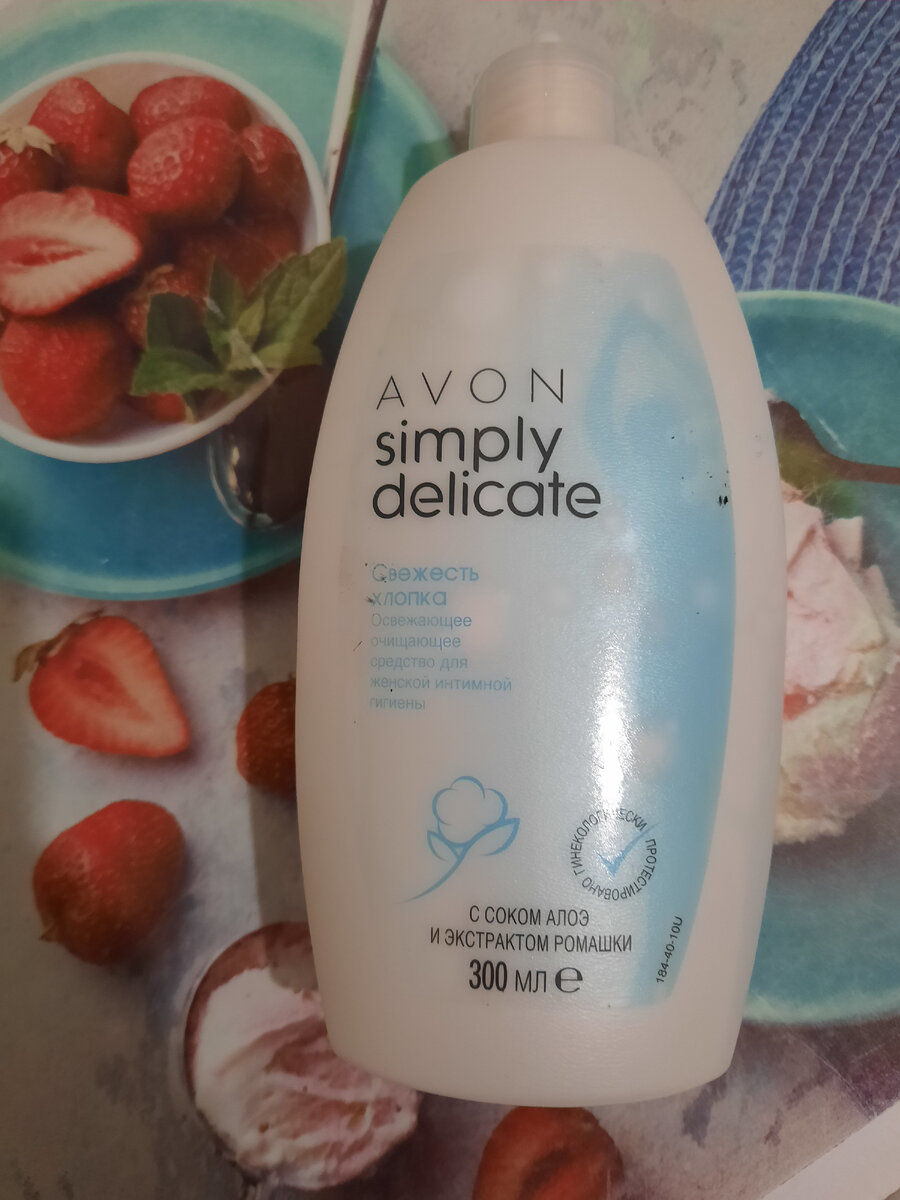 AVON
simply
delicate
Свежесть
хлопка
Освежающее
очищающее
средство для
женской интимной
гигиены
ПРОТЕСТИРОВАНО ГИНЕКОЛОГИЧЕСКИ
С СОКОМ АЛОЭ
И ЭКСТРАКТОМ РОМАШКИ
300 МЛ e
184-40-10U